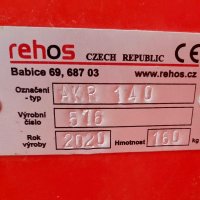 rehos CZECH REPUBLIC CE
Babice 69, 687 03 www.rehos.cz
Označení
- typ AKR 140
Výrobní
číslo 516
Rok
výroby 2020 Hmotnost 160 kg